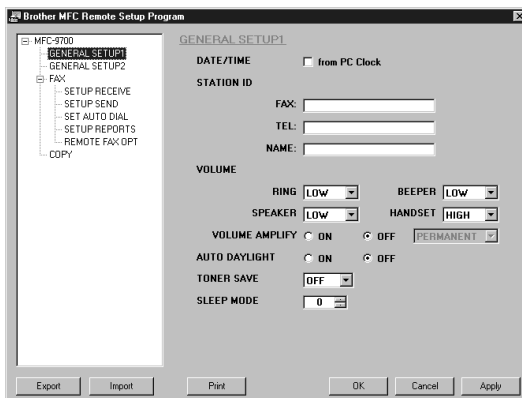 Brother MFC Remote Setup Program
MFC-9700
GENERAL SETUP1
GENERAL SETUP2
FAX
SETUP RECEIVE
SETUP SEND
SET AUTO DIAL
SETUP REPORTS
REMOTE FAX OPT
COPY
GENERAL SETUP1
DATE/TIME from PC Clock
STATION ID
FAX:
TEL:
NAME:
VOLUME
RING LOW BEEPER LOW
SPEAKER LOW HANDSET HIGH
VOLUME AMPLIFY ON OFF PERMANENT
AUTO DAYLIGHT ON OFF
TONER SAVE OFF
SLEEP MODE 0
Export Import Print OK Cancel Apply